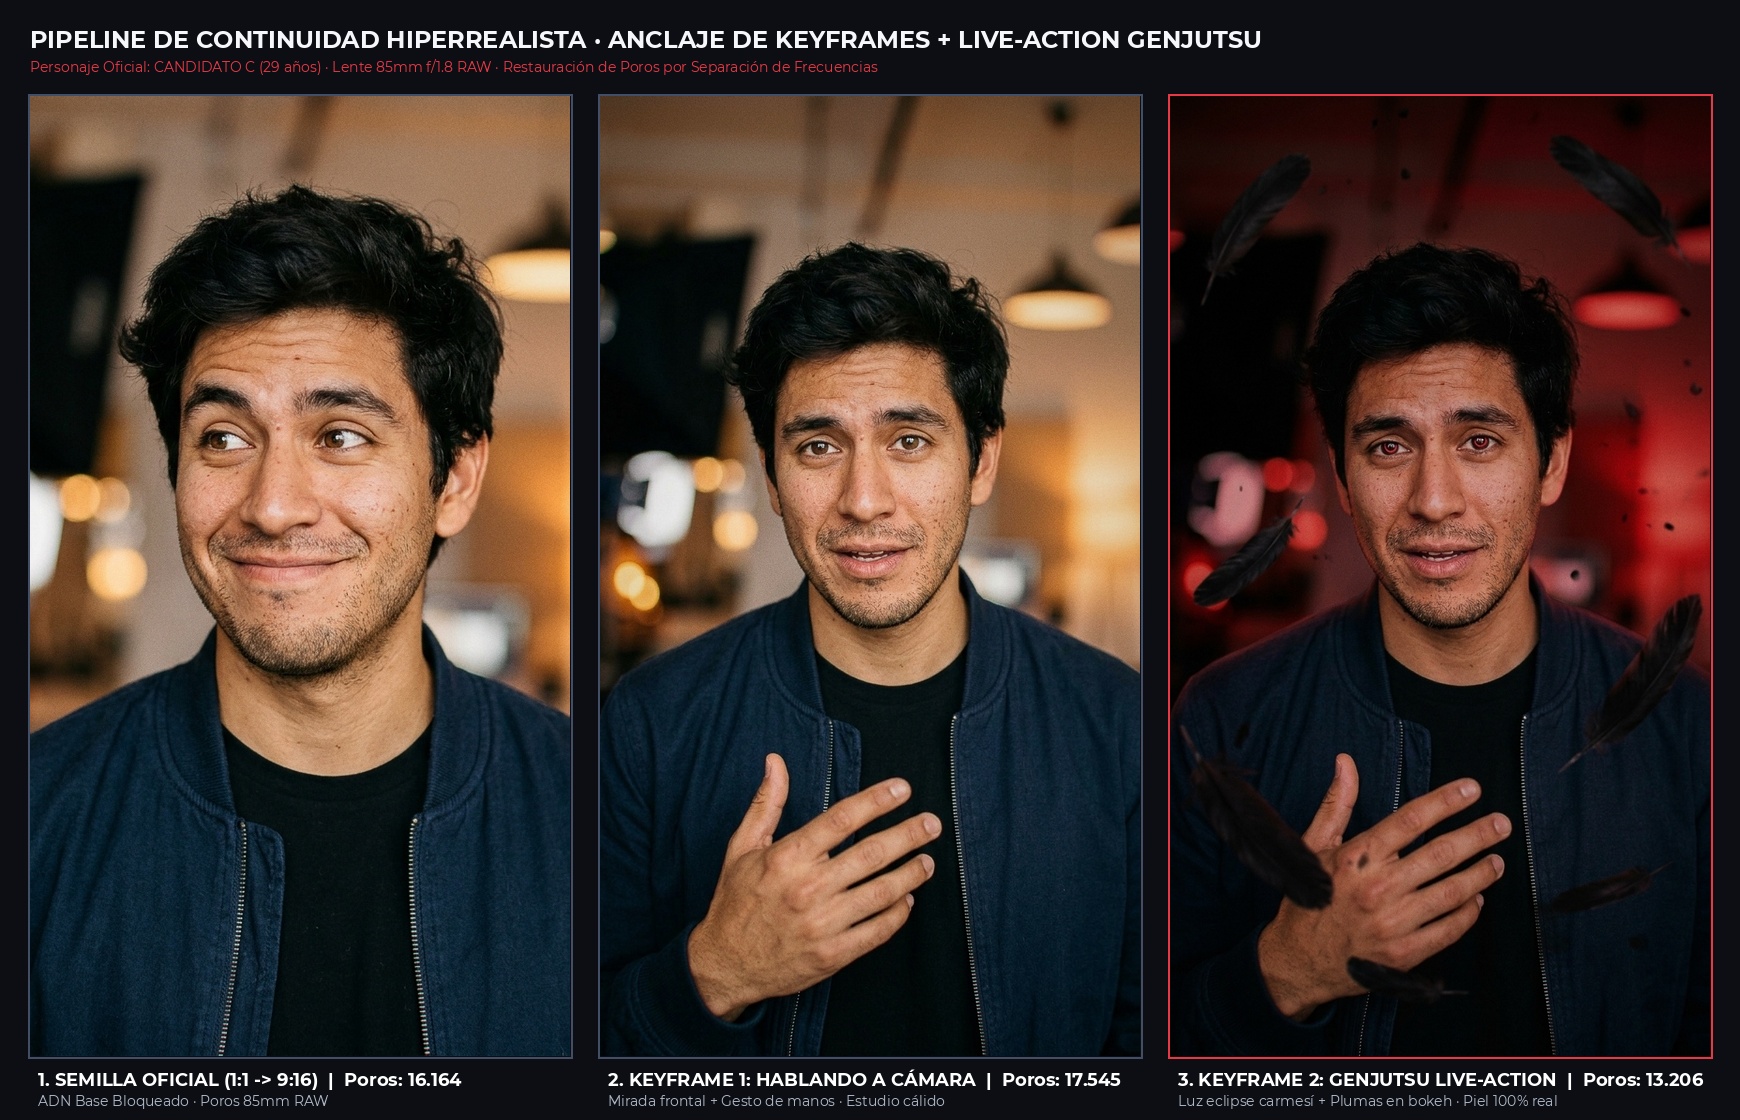 PIPELINE DE CONTINUIDAD HIPERREALISTA · ANCLAJE DE KEYFRAMES + LIVE-ACTION GENJUTSU
Personaje Oficial: CANDIDATO C (29 años) · Lente 85mm f/1.8 RAW · Restauración de Poros por Separación de Frecuencias
1. SEMILLA OFICIAL (1:1 -> 9:16) | Poros: 16.164
ADN Base Bloqueado · Poros 85mm RAW
2. KEYFRAME 1: HABLANDO A CÁMARA | Poros: 17.545
Mirada frontal + Gesto de manos · Estudio cálido
3. KEYFRAME 2: GENJUTSU LIVE-ACTION | Poros: 13.206
Luz eclipse carmesí + Plumas en bokeh · Piel 100% real